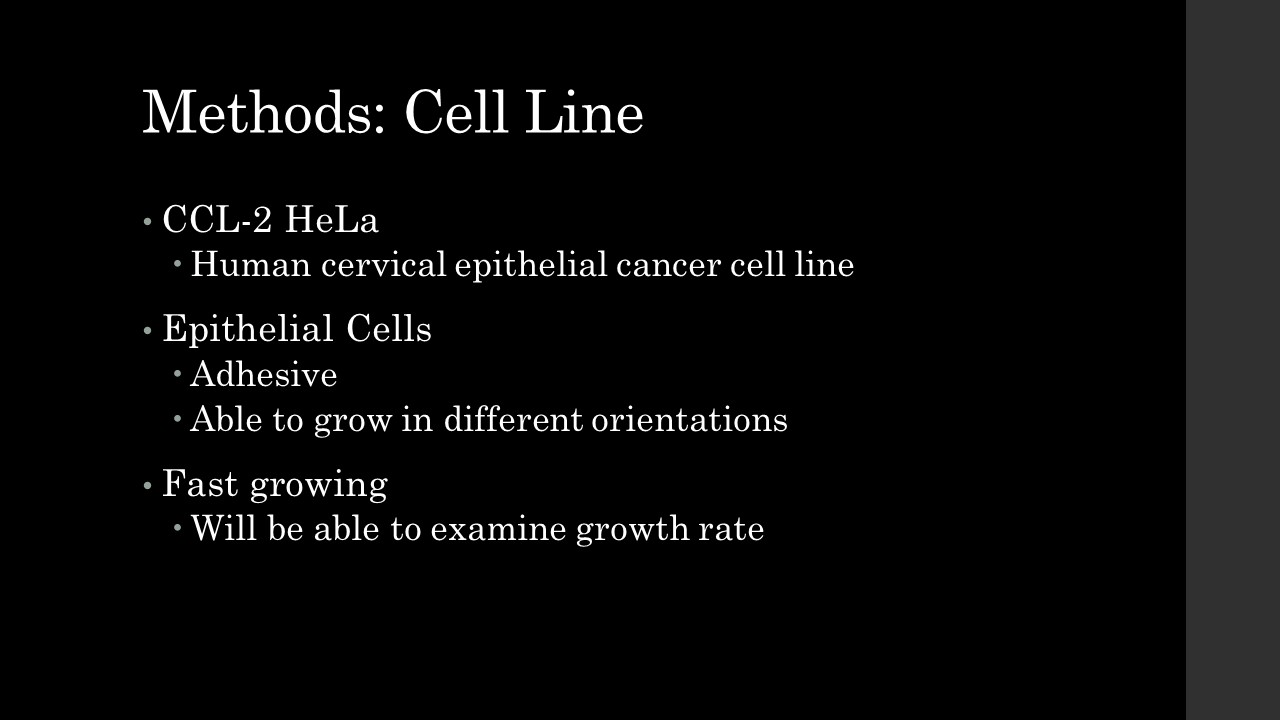 Methods: Cell Line
• CCL-2 HeLa
• Human cervical epithelial cancer cell line
• Epithelial Cells
• Adhesive
• Able to grow in different orientations
• Fast growing
• Will be able to examine growth rate